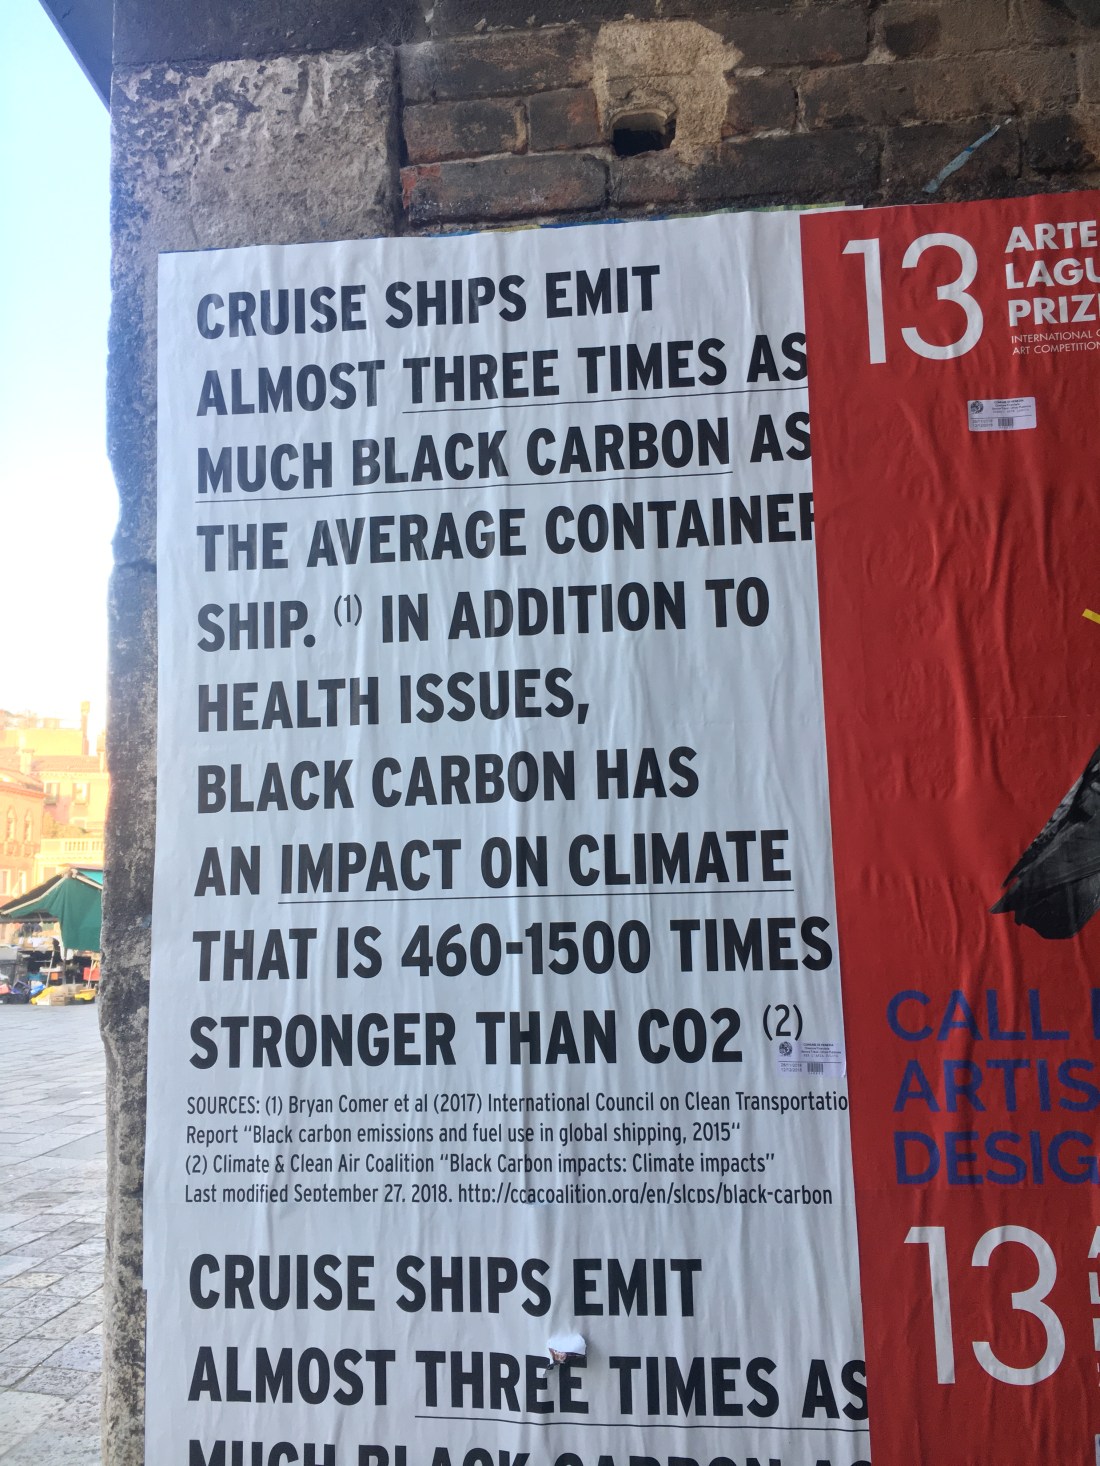 CRUISE SHIPS EMIT
ALMOST THREE TIMES AS
MUCH BLACK CARBON AS
THE AVERAGE CONTAINER
SHIP. (1) IN ADDITION TO
HEALTH ISSUES,
BLACK CARBON HAS
AN IMPACT ON CLIMATE
THAT IS 460-1500 TIMES
STRONGER THAN CO2 (2)
SOURCES: (1) Bryan Comer et al (2017) International Council on Clean Transportatio
Report “Black carbon emissions and fuel use in global shipping, 2015“
(2) Climate & Clean Air Coalition “Black Carbon impacts: Climate impacts”
Last modified September 27. 2018. http://ccacoalition.org/en/slcps/black-carbon
CRUISE SHIPS EMIT
ALMOST THREE TIMES AS
MUCH BLACK CARBON AS
13
ARTE
LAGU
PRIZ
INTERNATIONAL
ART COMPETITION
CALL
ARTIS
DESIG
13